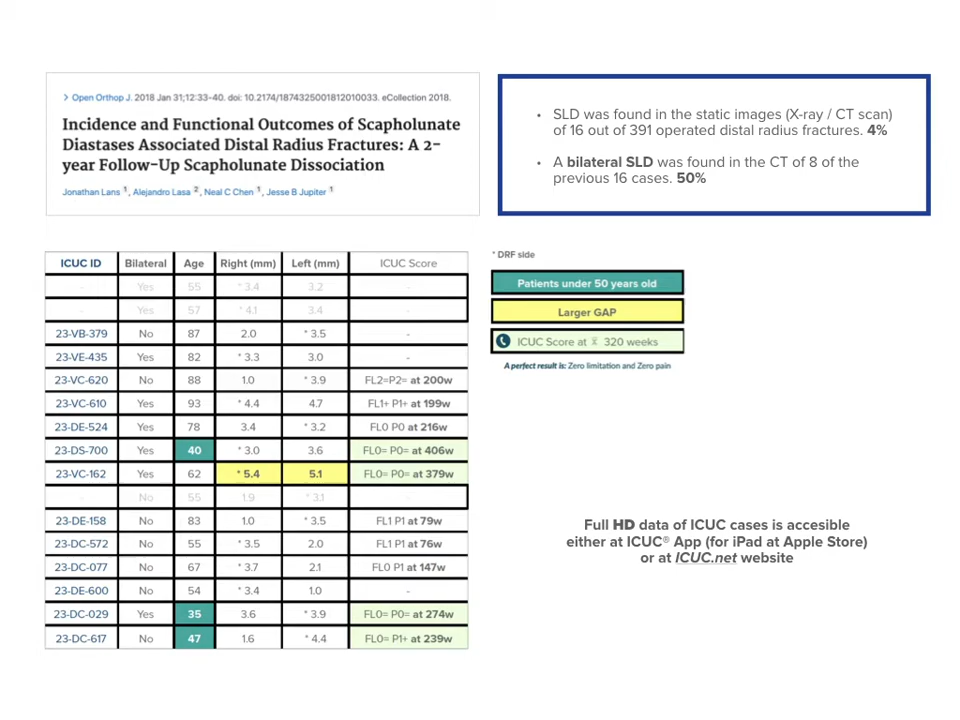 > Open Orthop J. 2018 Jan 31;12:33-40. doi: 10.2174/1874325001812010033. eCollection 2018.
Incidence and Functional Outcomes of Scapholunate
Diastases Associated Distal Radius Fractures: A 2-
year Follow-Up Scapholunate Dissociation
Jonathan Lans 1, Alejandro Lasa 2, Neal C Chen 1, Jesse B Jupiter 1
• SLD was found in the static images (X-ray / CT scan)
of 16 out of 391 operated distal radius fractures. 4%
• A bilateral SLD was found in the CT of 8 of the
previous 16 cases. 50%
ICUC ID Bilateral Age Right (mm) Left (mm) ICUC Score
- Yes 55 * 3.4 3.2 -
- Yes 57 * 4.1 3.4 -
23-VB-379 No 87 2.0 * 3.5 -
23-VE-435 Yes 82 * 3.3 3.0 -
23-VC-620 No 88 1.0 * 3.9 FL2=P2= at 200w
23-VC-610 Yes 93 * 4.4 4.7 FL1+ P1+ at 199w
23-DE-524 Yes 78 3.4 * 3.2 FL0 P0 at 216w
23-DS-700 Yes 40 * 3.0 3.6 FL0= P0= at 406w
23-VC-162 Yes 62 * 5.4 5.1 FL0= P0= at 379w
- No 55 1.9 * 3.1 -
23-DE-158 No 83 1.0 * 3.5 FL1 P1 at 79w
23-DC-572 No 55 * 3.5 2.0 FL1 P1 at 76w
23-DC-077 No 67 * 3.7 2.1 FL0 P1 at 147w
23-DE-600 No 54 * 3.4 1.0 -
23-DC-029 Yes 35 3.6 * 3.9 FL0= P0= at 274w
23-DC-617 No 47 1.6 * 4.4 FL0= P1+ at 239w
* DRF side
Patients under 50 years old
Larger GAP
ICUC Score at ⧖ 320 weeks
A perfect result is: Zero limitation and Zero pain
Full HD data of ICUC cases is accesible
either at ICUC® App (for iPad at Apple Store)
or at ICUC.net website